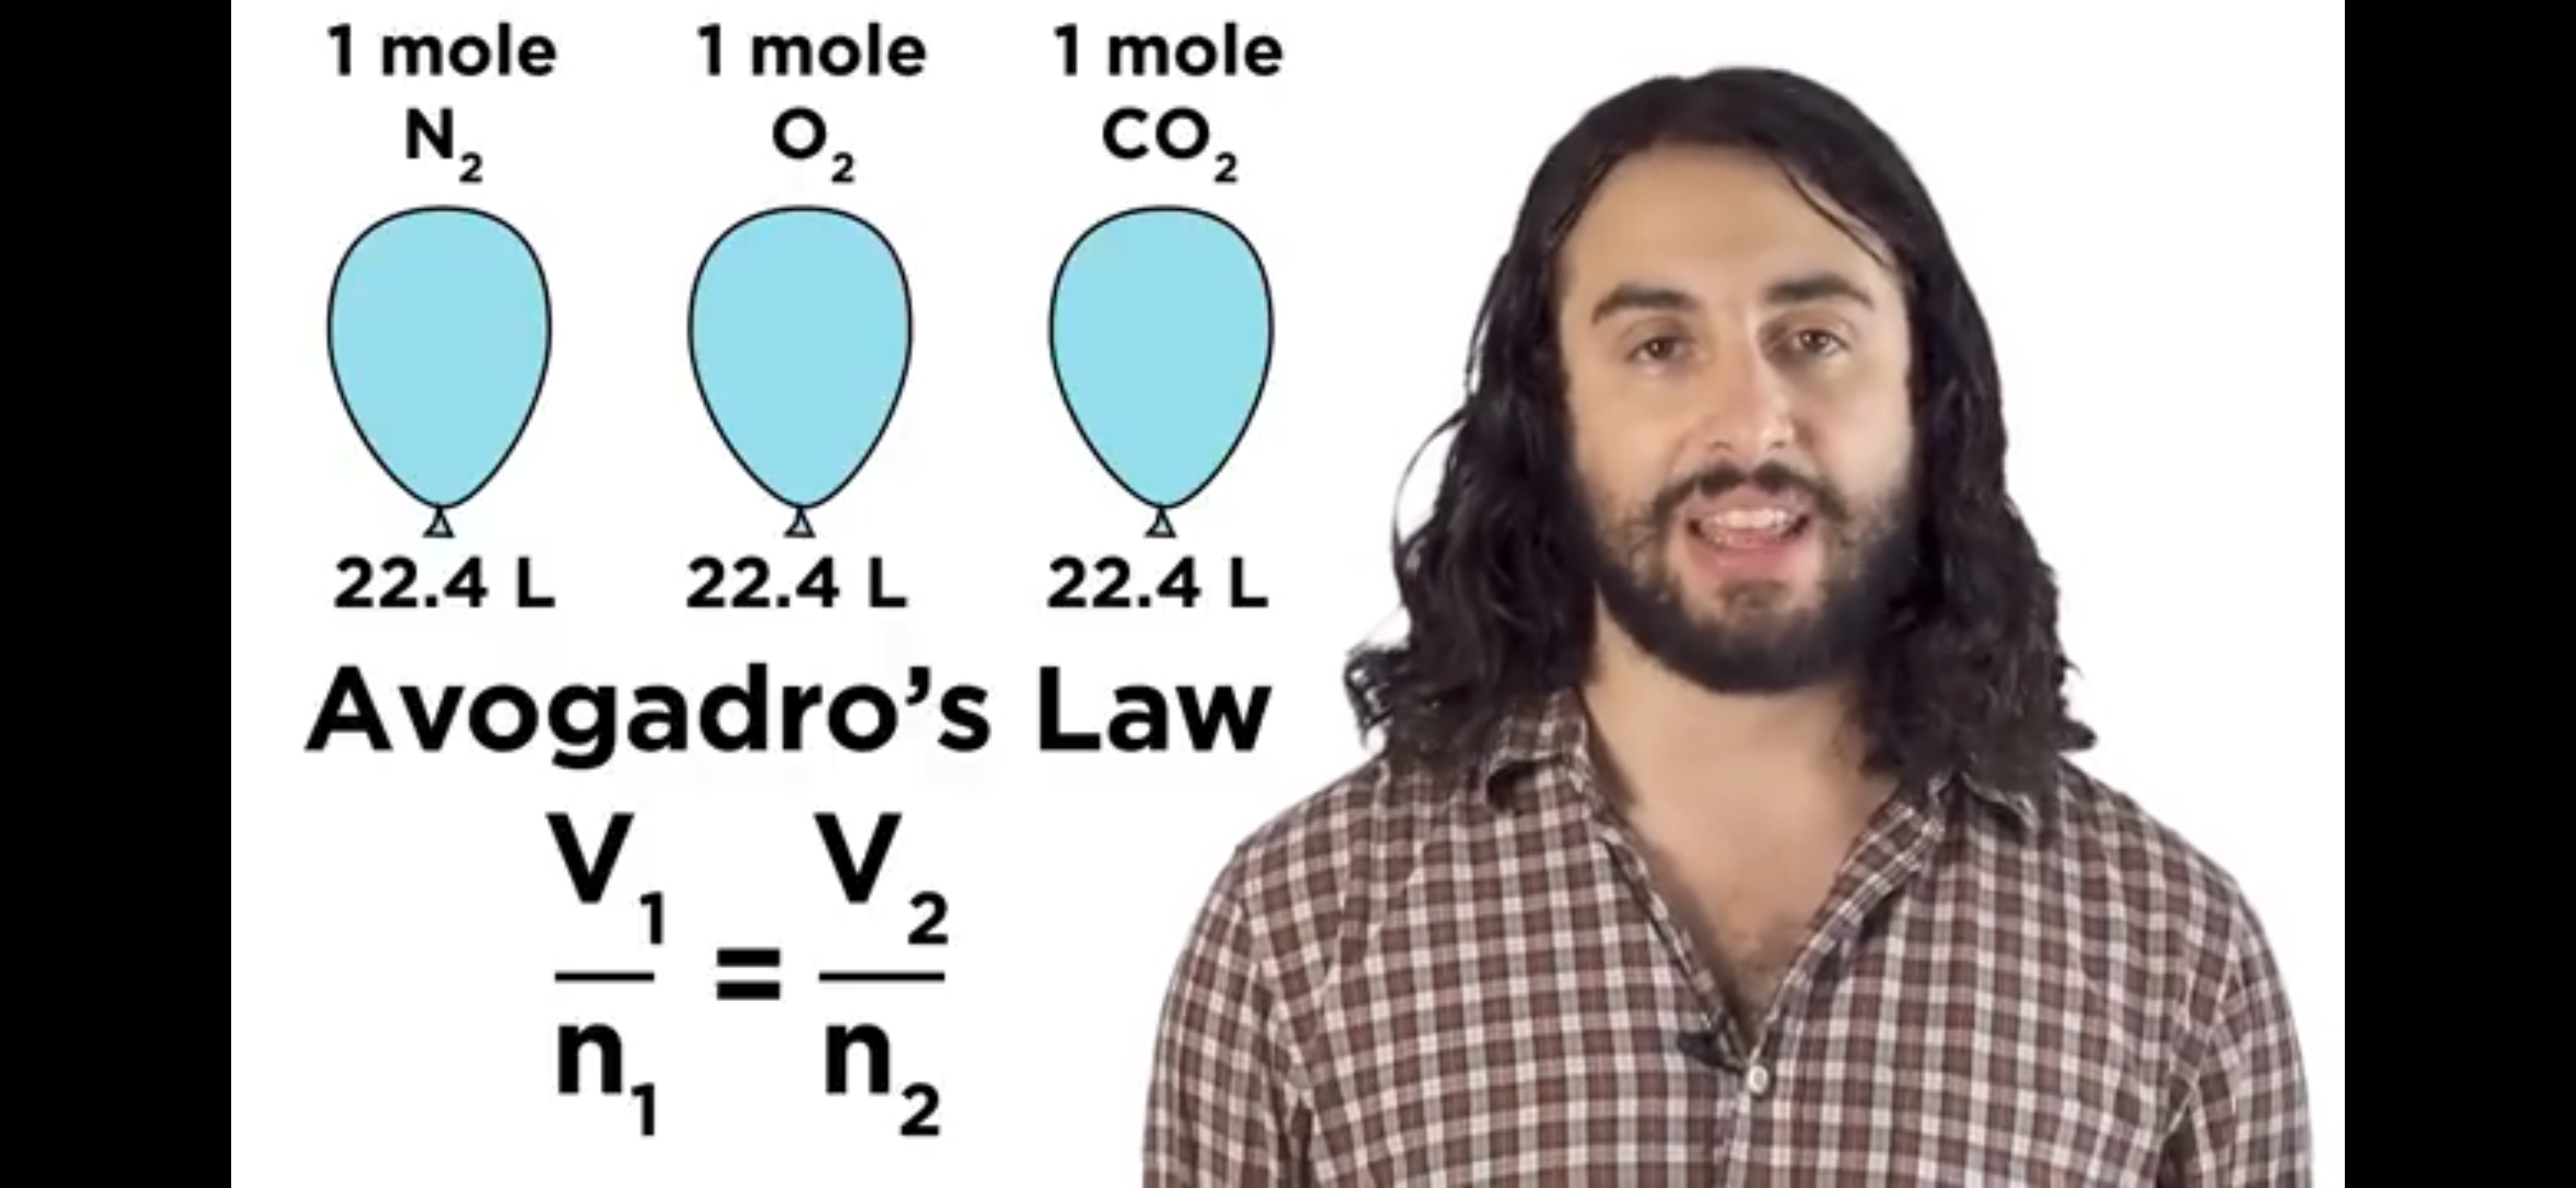 1 mole 1 mole 1 mole
N₂ O₂ CO₂
22.4 L 22.4 L 22.4 L
Avogadro’s Law
V₁ V₂
=
n₁ n₂